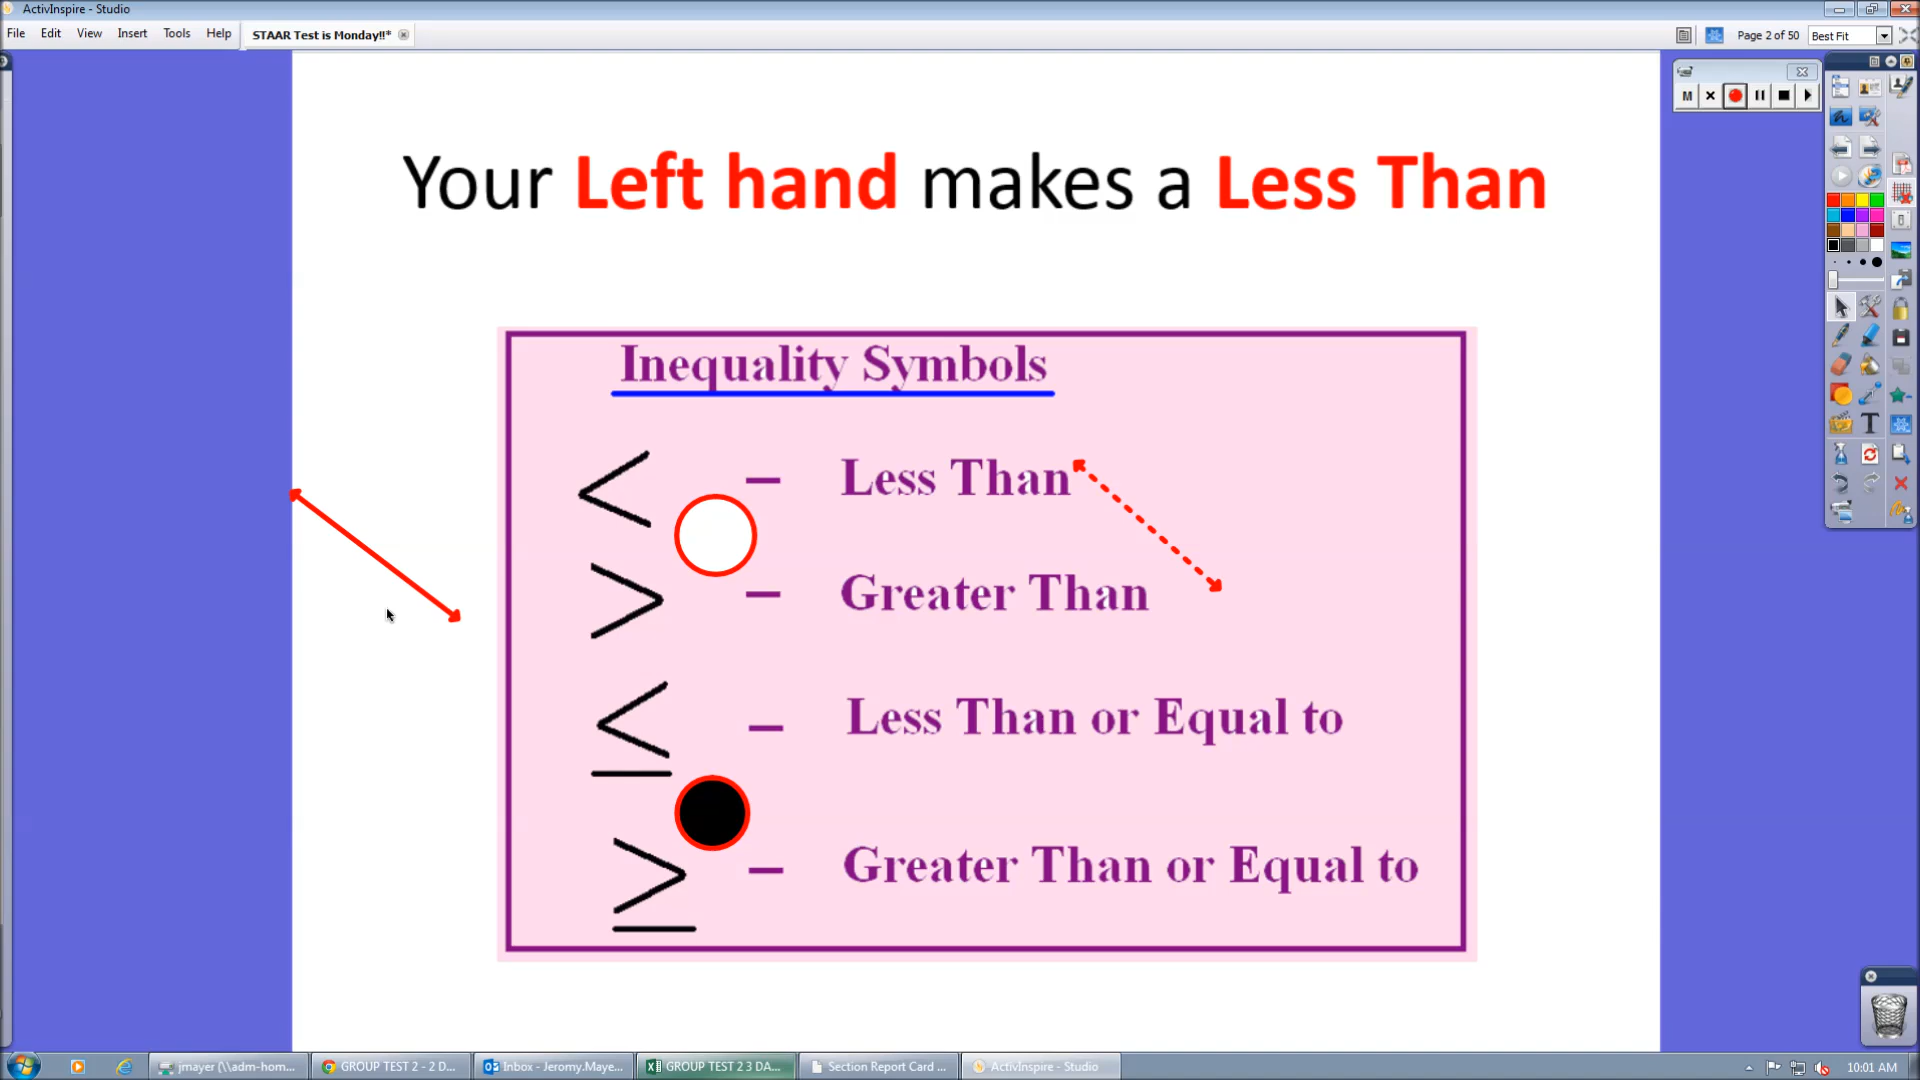 ActivInspire - Studio
File Edit View Insert Tools Help
STAAR Test is Monday!!*
Page 2 of 50
Best Fit
M
Your Left hand makes a Less Than
Inequality Symbols
< – Less Than
> – Greater Than
≤ – Less Than or Equal to
≥ – Greater Than or Equal to
T
jmayer (\\adm-hom...
GROUP TEST 2 - 2 D...
Inbox - Jeromy.Maye...
GROUP TEST 2 3 DA...
Section Report Card ...
ActivInspire - Studio
10:01 AM